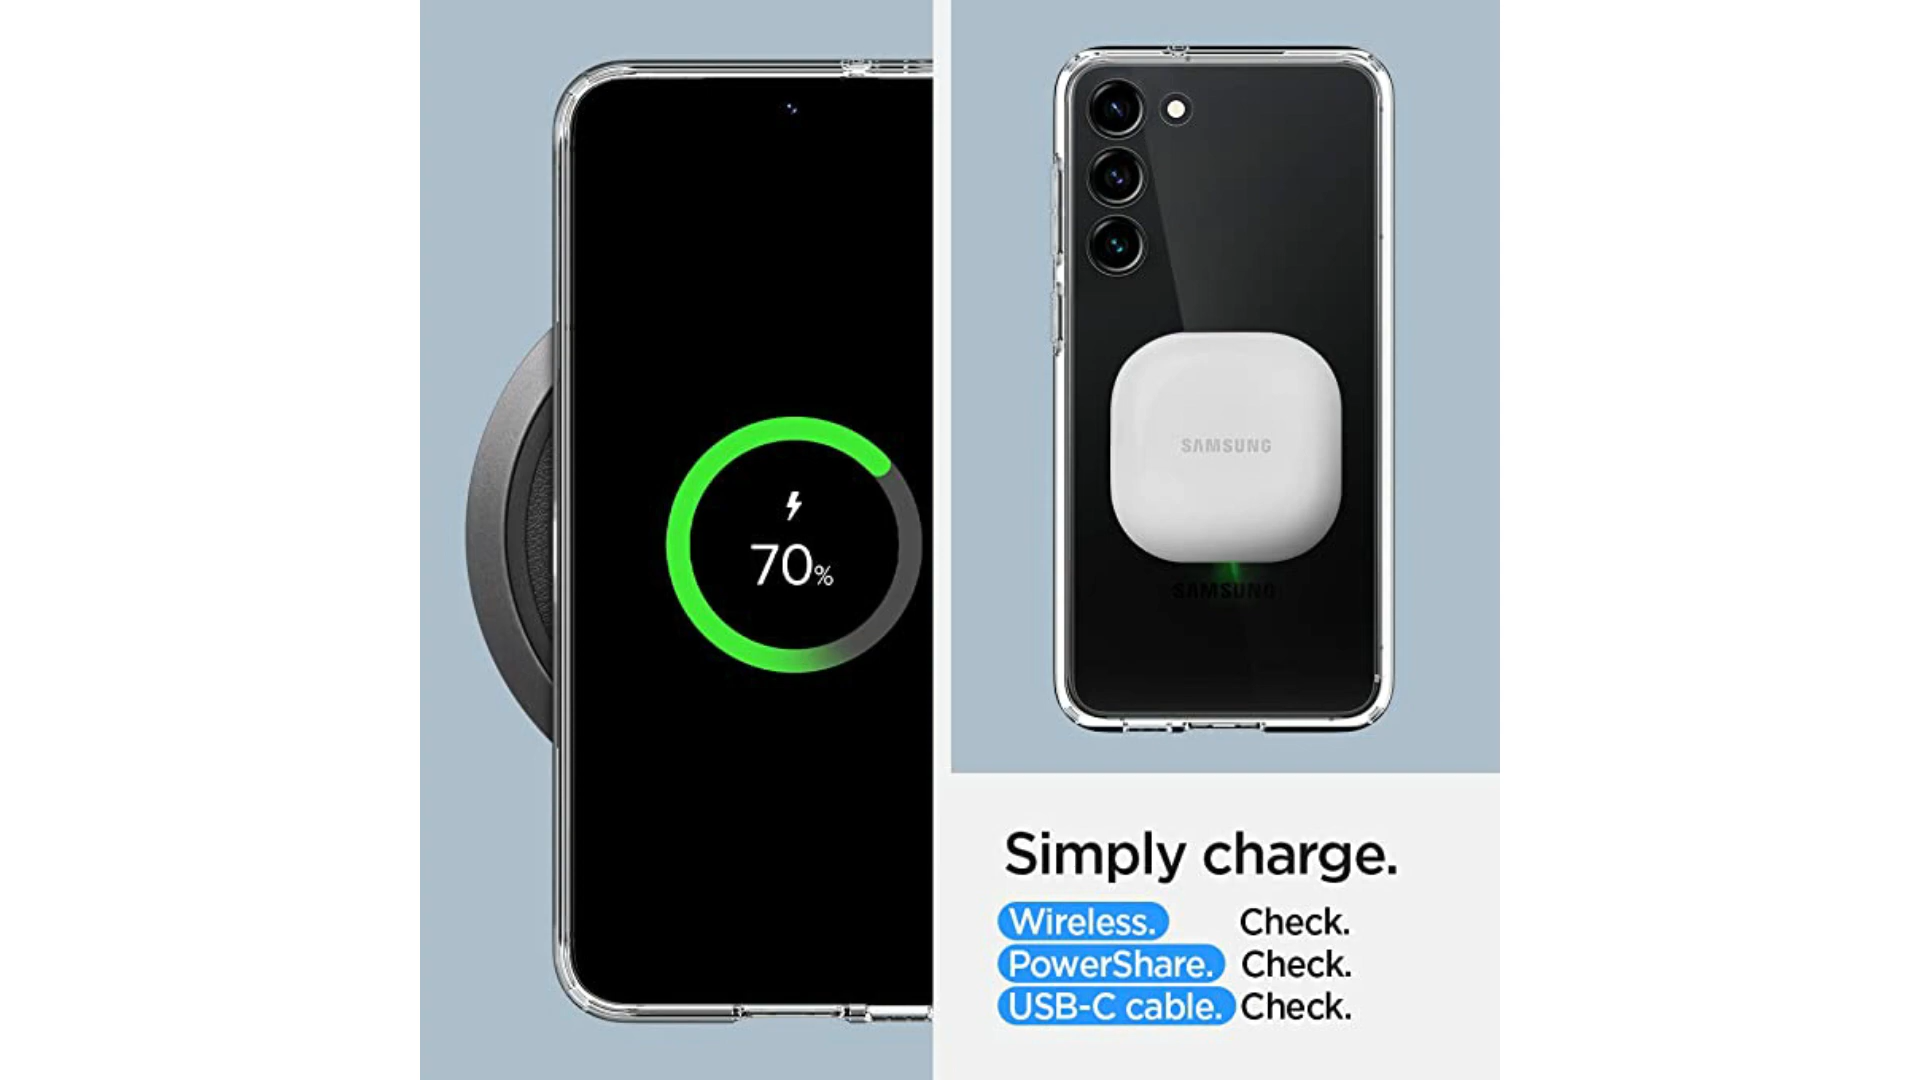 70%
SAMSUNG
SAMSUNG
Simply charge.
Wireless. Check.
PowerShare. Check.
USB-C cable. Check.